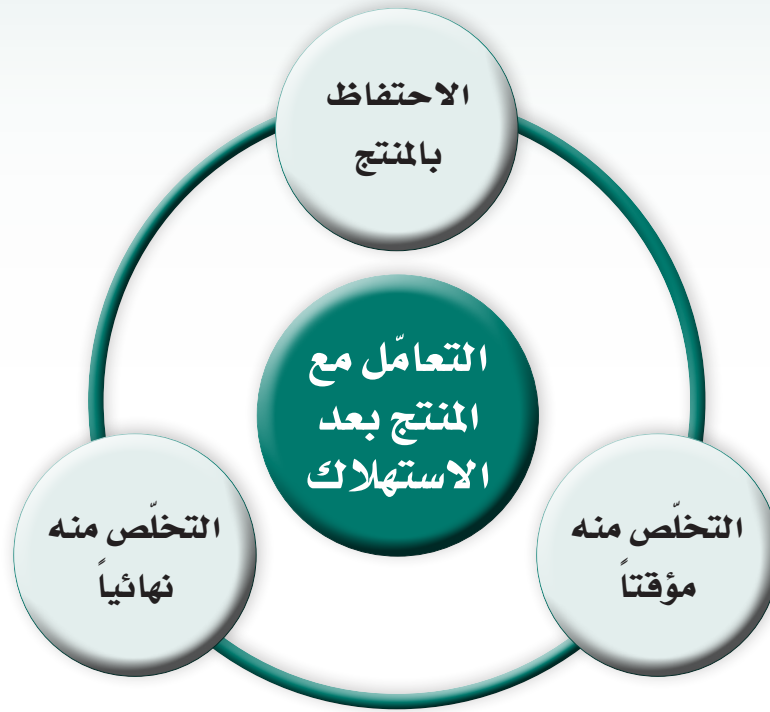 الاحتفاظ
بالمنتج
التعامّل مع
المنتج بعد
الاستهلاك
التخلّص منه
مؤقتاً
التخلّص منه
نهائياً